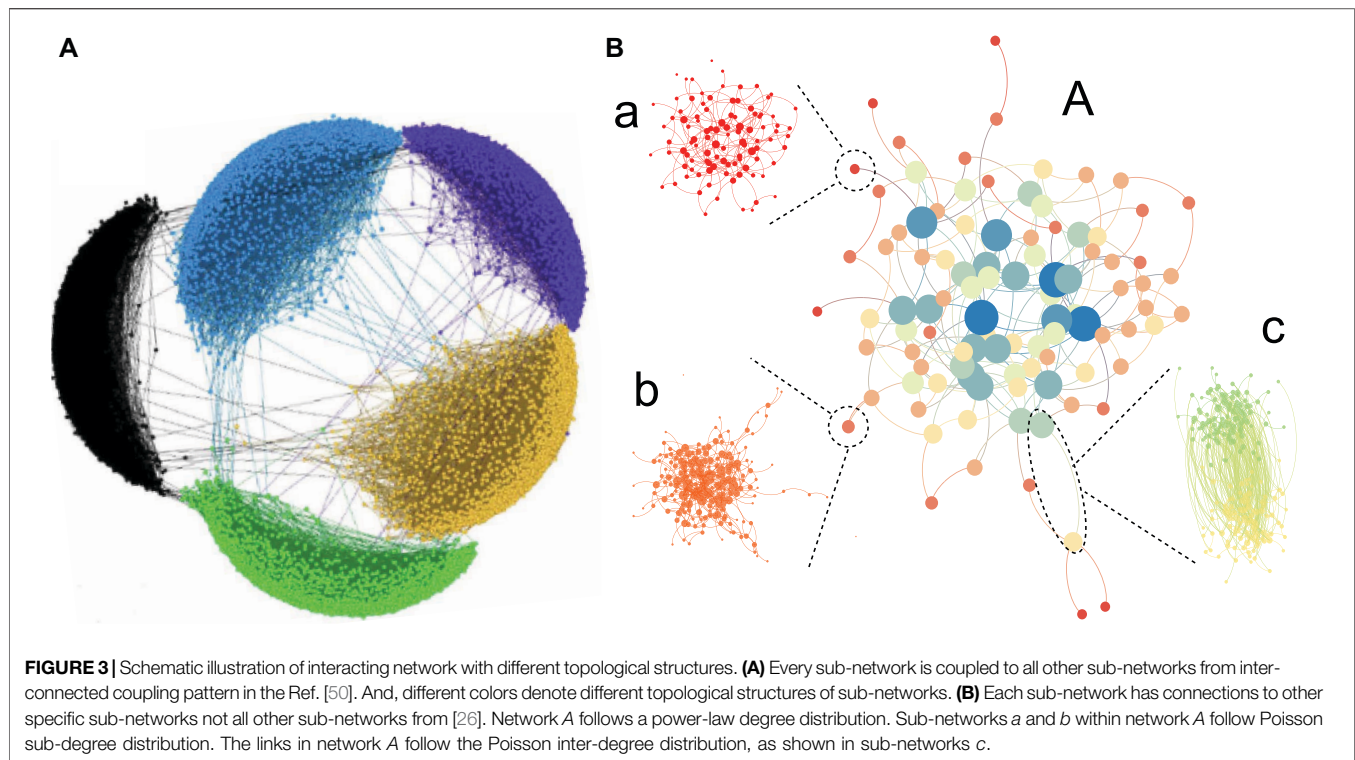 A
B
A
a
b
c
FIGURE 3 | Schematic illustration of interacting network with different topological structures. (A) Every sub-network is coupled to all other sub-networks from inter-
connected coupling pattern in the Ref. [50]. And, different colors denote different topological structures of sub-networks. (B) Each sub-network has connections to other
specific sub-networks not all other sub-networks from [26]. Network A follows a power-law degree distribution. Sub-networks a and b within network A follow Poisson
sub-degree distribution. The links in network A follow the Poisson inter-degree distribution, as shown in sub-networks c.